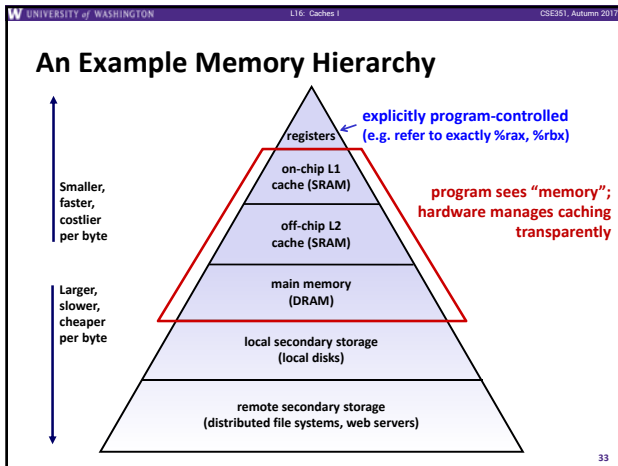 W UNIVERSITY of WASHINGTON
L16: Caches I
CSE351, Autumn 2017
An Example Memory Hierarchy
registers
explicitly program-controlled
(e.g. refer to exactly %rax, %rbx)
on-chip L1
cache (SRAM)
Smaller,
faster,
costlier
per byte
program sees “memory”;
hardware manages caching
transparently
off-chip L2
cache (SRAM)
main memory
(DRAM)
Larger,
slower,
cheaper
per byte
local secondary storage
(local disks)
remote secondary storage
(distributed file systems, web servers)
33